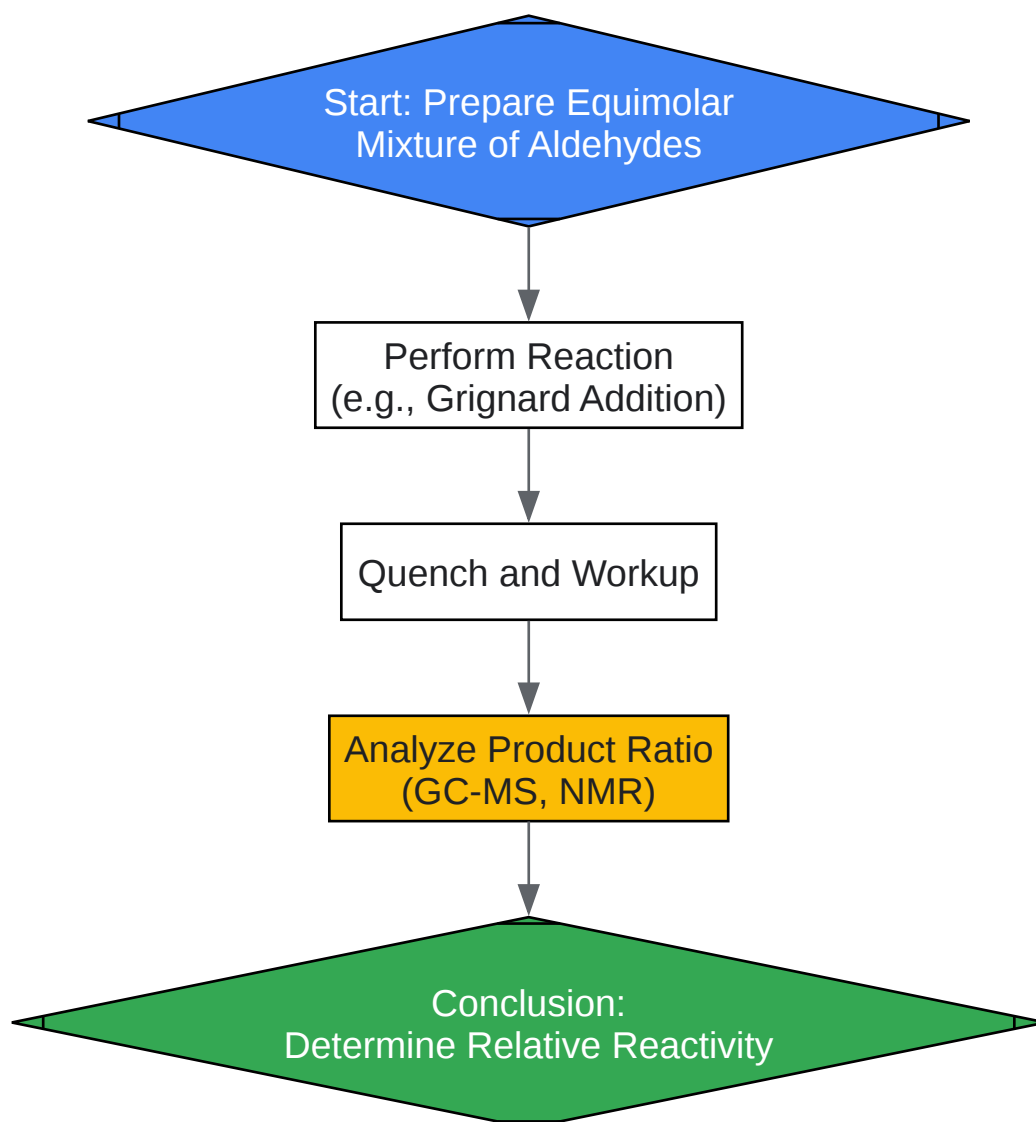 Start: Prepare Equimolar
Mixture of Aldehydes
Perform Reaction
(e.g., Grignard Addition)
Quench and Workup
Analyze Product Ratio
(GC-MS, NMR)
Conclusion:
Determine Relative Reactivity